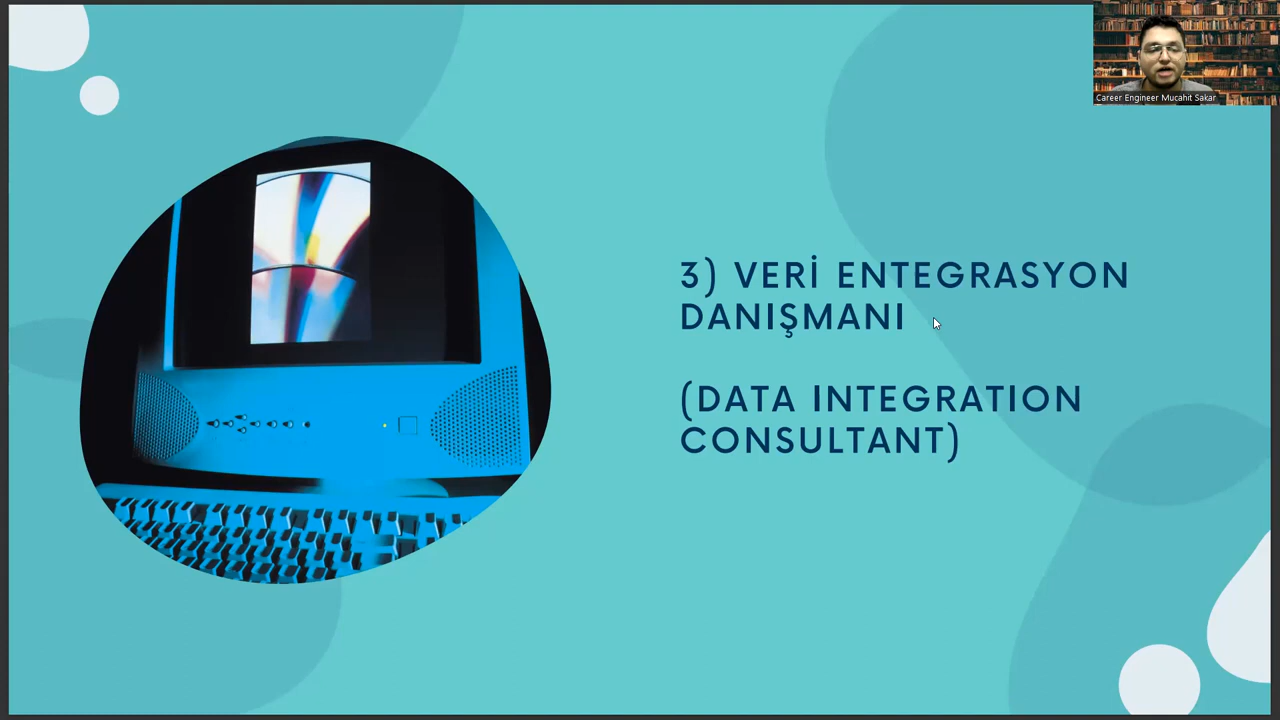 Career Engineer Mucahit Sakar
3) VERİ ENTEGRASYON
DANIŞMANI
(DATA INTEGRATION
CONSULTANT)